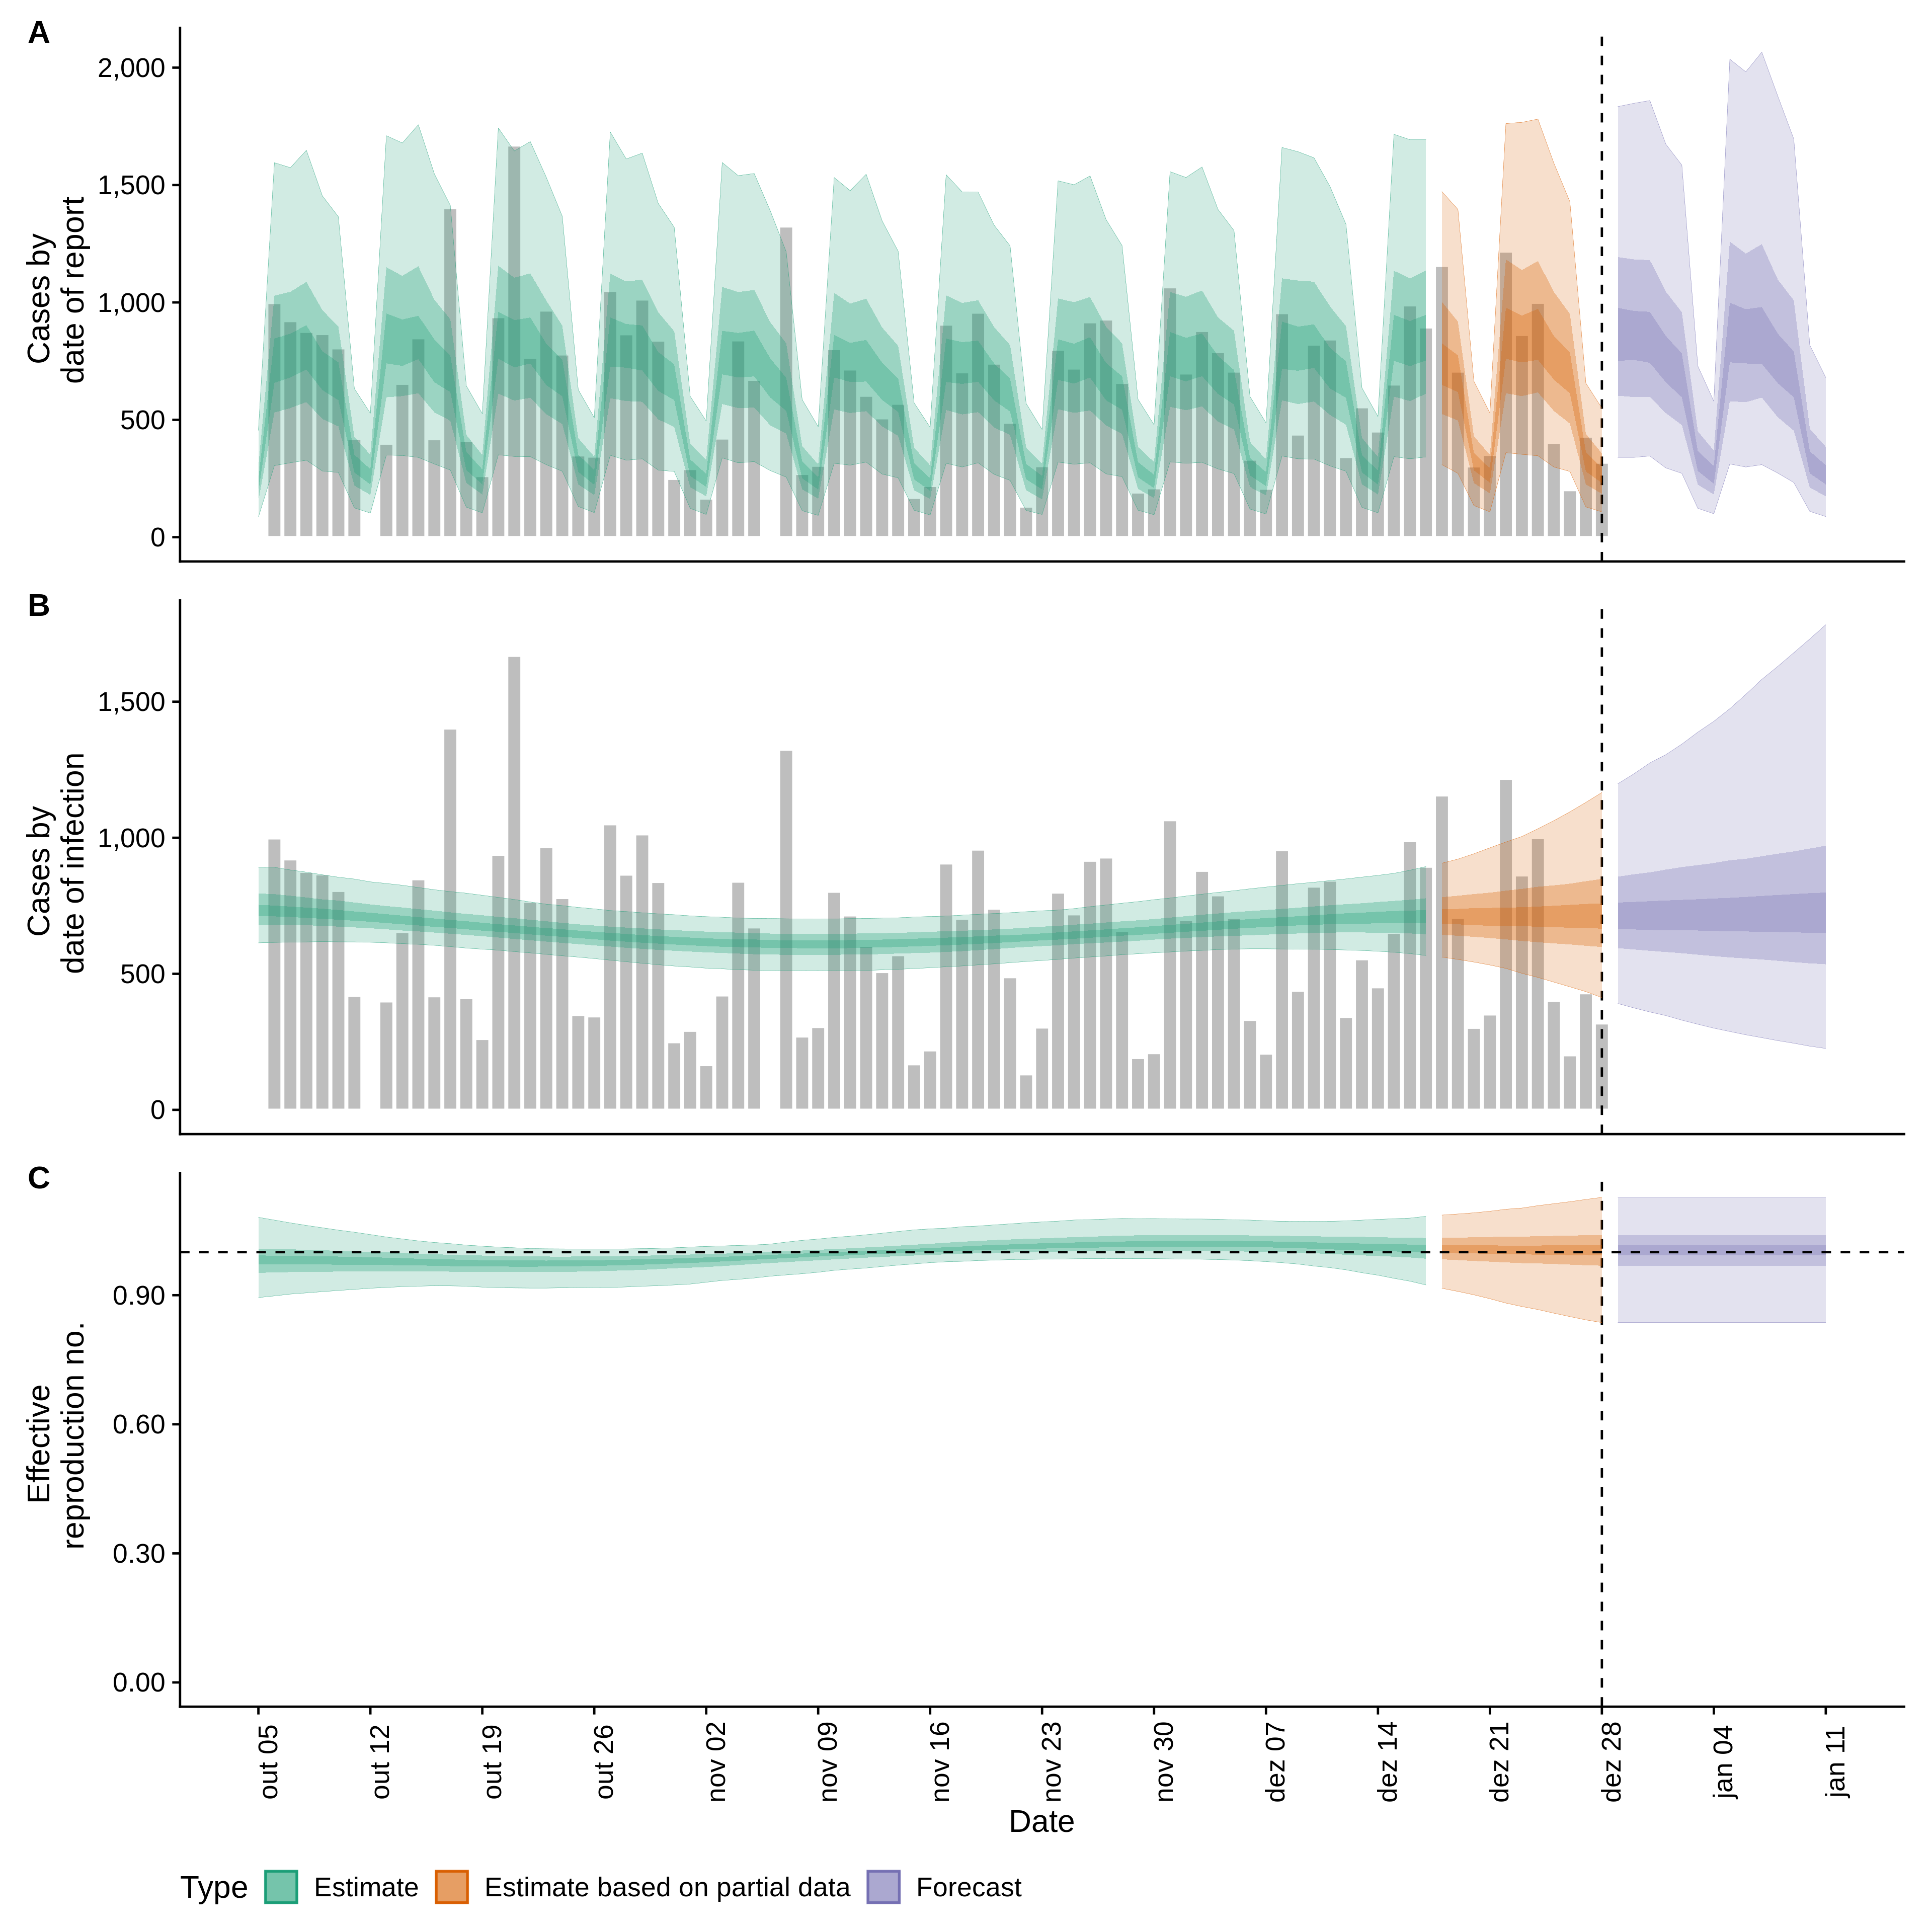 A
2,000
1,500
1,000
500
0
Cases by
date of report
B
1,500
1,000
500
0
Cases by
date of infection
C
0.90
0.60
0.30
0.00
Effective
reproduction no.
out 05
out 12
out 19
out 26
nov 02
nov 09
nov 16
nov 23
nov 30
dez 07
dez 14
dez 21
dez 28
jan 04
jan 11
Date
Type Estimate Estimate based on partial data Forecast